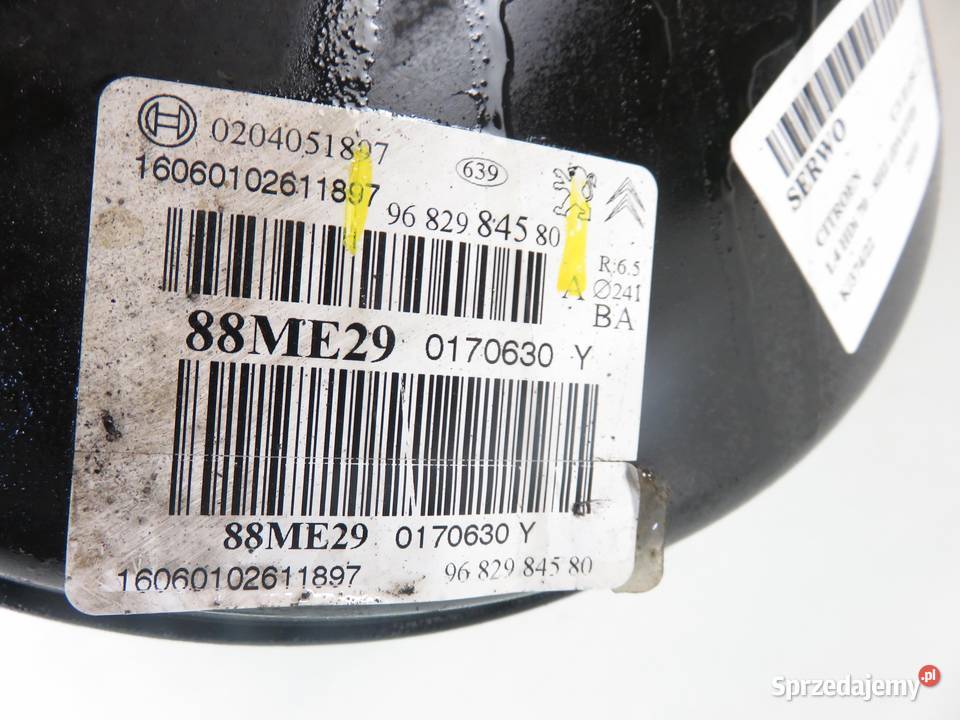 0204051897
16060102611897
639
96 829 845 80
R:6.5
A Ø241
BA
88ME29 0170630 Y
88ME29 0170630 Y
16060102611897 96 829 845 80
SERWO
CITROEN
Sprzedajemy.pl